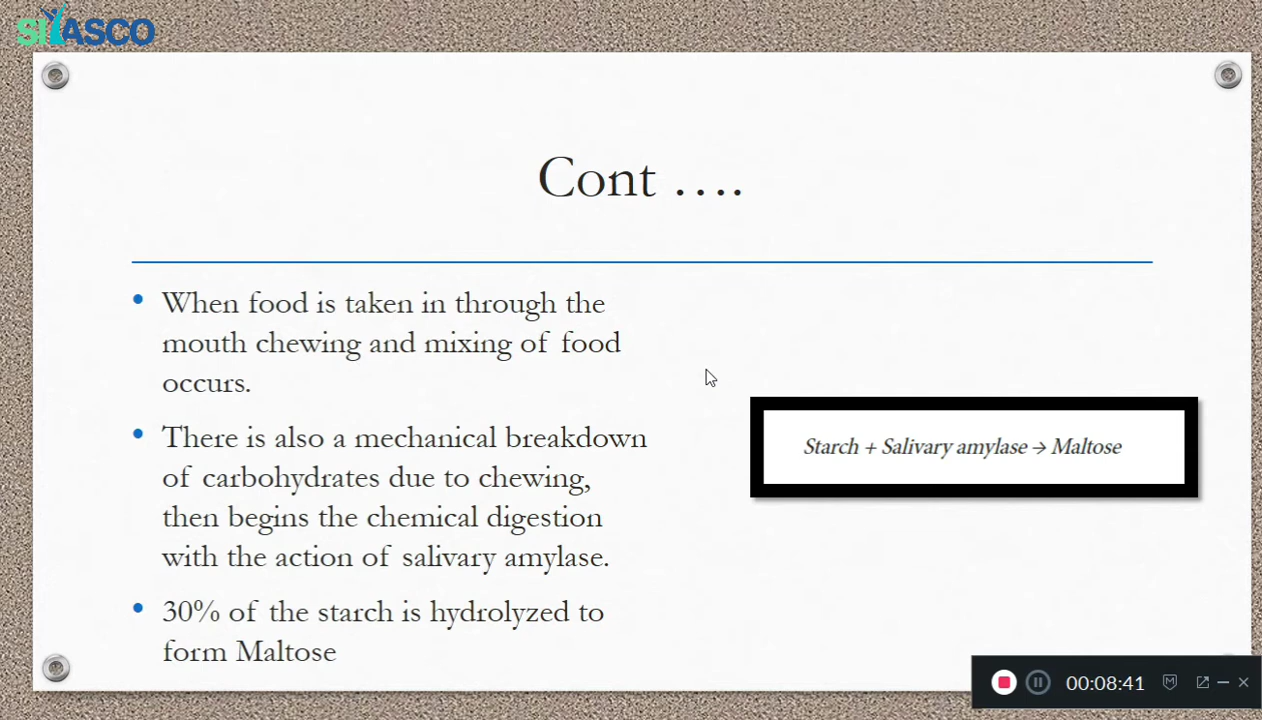 SIYASCO
Cont ….
• When food is taken in through the
mouth chewing and mixing of food
occurs.
• There is also a mechanical breakdown
of carbohydrates due to chewing,
then begins the chemical digestion
with the action of salivary amylase.
• 30% of the starch is hydrolyzed to
form Maltose
Starch + Salivary amylase → Maltose
00:08:41